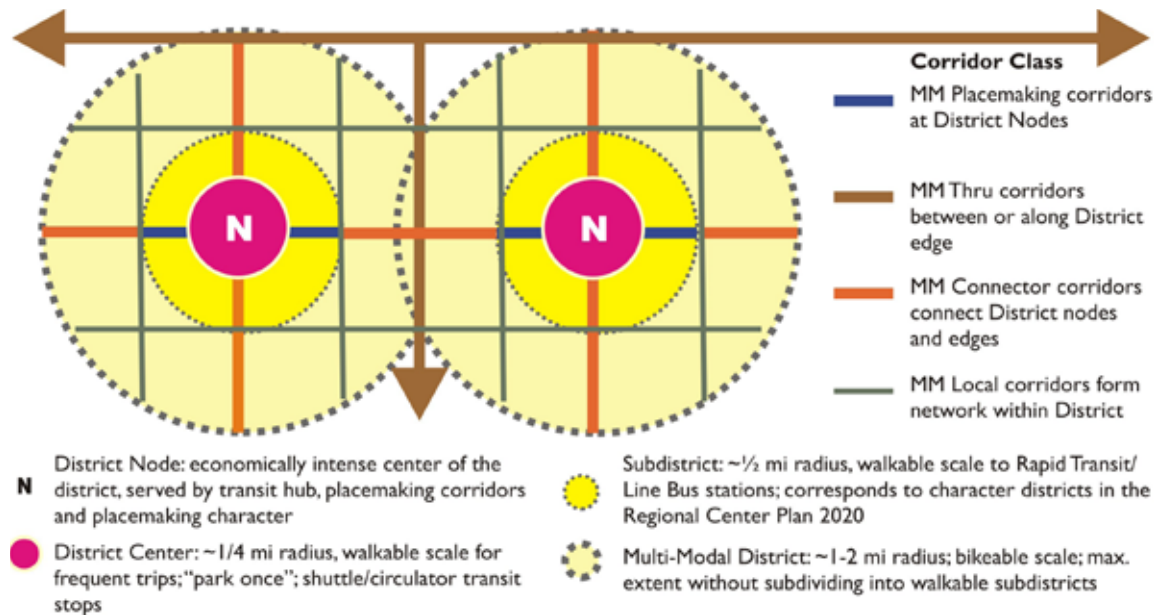 N
N
Corridor Class
MM Placemaking corridors
at District Nodes
MM Thru corridors
between or along District
edge
MM Connector corridors
connect District nodes
and edges
MM Local corridors form
network within District
N
District Node: economically intense center of the
district, served by transit hub, placemaking corridors
and placemaking character
District Center: ~1/4 mi radius, walkable scale for
frequent trips; “park once”; shuttle/circulator transit
stops
Subdistrict: ~½ mi radius, walkable scale to Rapid Transit/
Line Bus stations; corresponds to character districts in the
Regional Center Plan 2020
Multi-Modal District: ~1-2 mi radius; bikeable scale; max.
extent without subdividing into walkable subdistricts